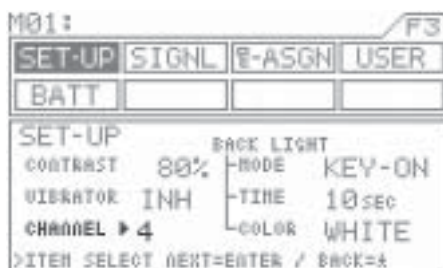 M01: F3
SET-UP SIGNL -ASGN USER
BATT
SET-UP BACK LIGHT
CONTRAST 80% MODE KEY-ON
VIBRATOR INH TIME 10sec
CHANNEL ▶ 4 COLOR WHITE
>ITEM SELECT NEXT=ENTER / BACK=*